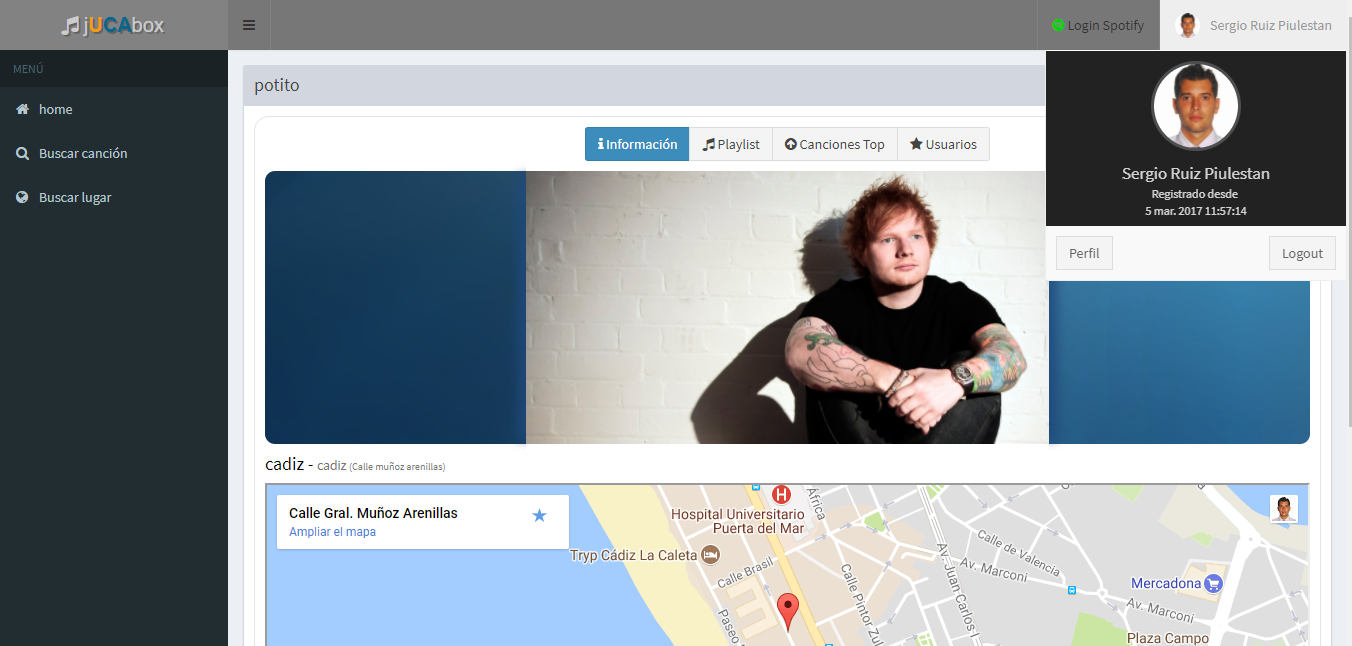 jUCAbox
Login Spotify
Sergio Ruiz Piulestan
MENÚ
home
Buscar canción
Buscar lugar
potito
Información
Playlist
Canciones Top
Usuarios
Sergio Ruiz Piulestan
Registrado desde
5 mar. 2017 11:57:14
Perfil
Logout
cadiz - cadiz (Calle muñoz arenillas)
Calle Gral. Muñoz Arenillas
Ampliar el mapa
H
Hospital Universitario
Puerta del Mar
África
Tryp Cádiz La Caleta
Calle Brasil
Calle Pintor Zul
Paseo
Av. Juan Carlos I
Calle de Valencia
Av. Marconi
Mercadona
Av. Marconi
Plaza Campo